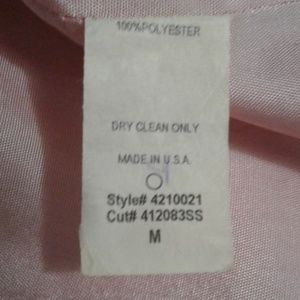 100%POLYESTER
DRY CLEAN ONLY
MADE IN U.S.A.
Style# 4210021
Cut# 412083SS
M